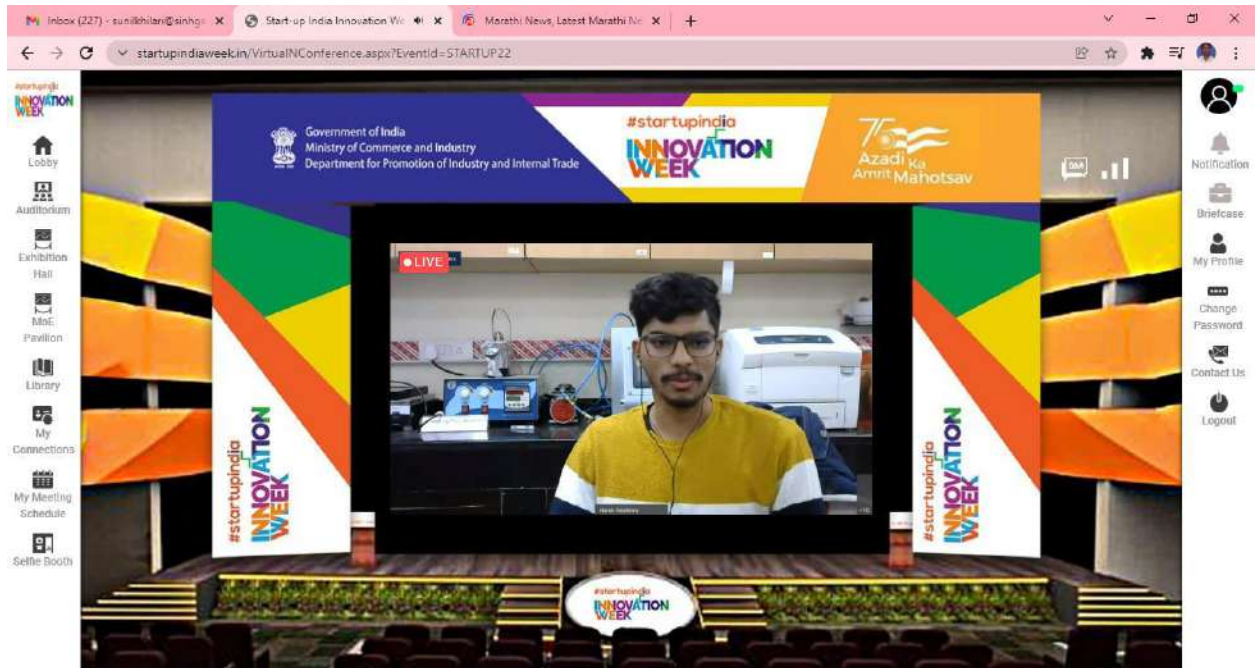 Inbox (227) - sunilkhilari@sinhg
Start-up India Innovation We
Marathi News, Latest Marathi Ne
startupindiaweek.in/VirtualNConference.aspx?EventId=STARTUP22
#startupindia
INNOVATION
WEEK
Lobby
Auditorium
Exhibition
Hall
MoE
Pavilion
Library
My
Connections
My Meeting
Schedule
Selfie Booth
Government of India
Ministry of Commerce and Industry
Department for Promotion of Industry and Internal Trade
#startupindia
INNOVATION
WEEK
75
Azadi Ka
Amrit Mahotsav
LIVE
#startupindia
INNOVATION
WEEK
#startupindia
INNOVATION
WEEK
#startupindia
INNOVATION
WEEK
Notification
Briefcase
My Profile
Change
Password
Contact Us
Logout